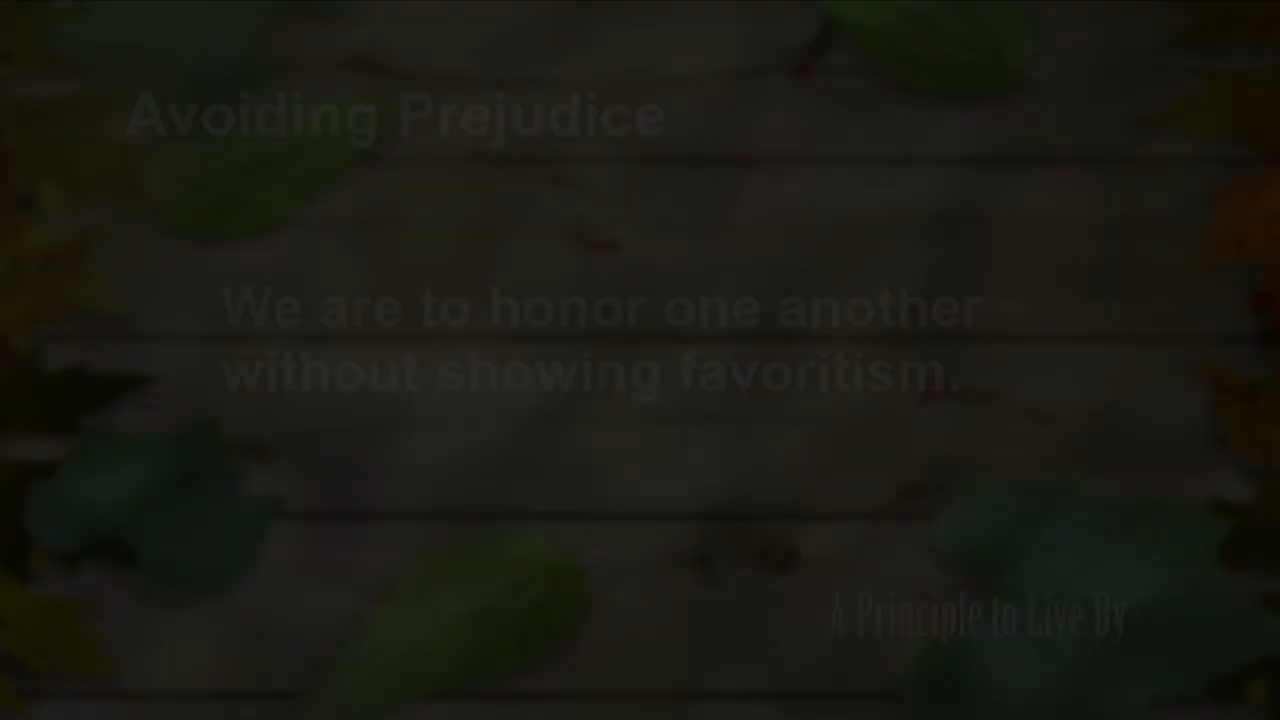 Avoiding Prejudice
We are to honor one another
without showing favoritism.
A Principle to Live By